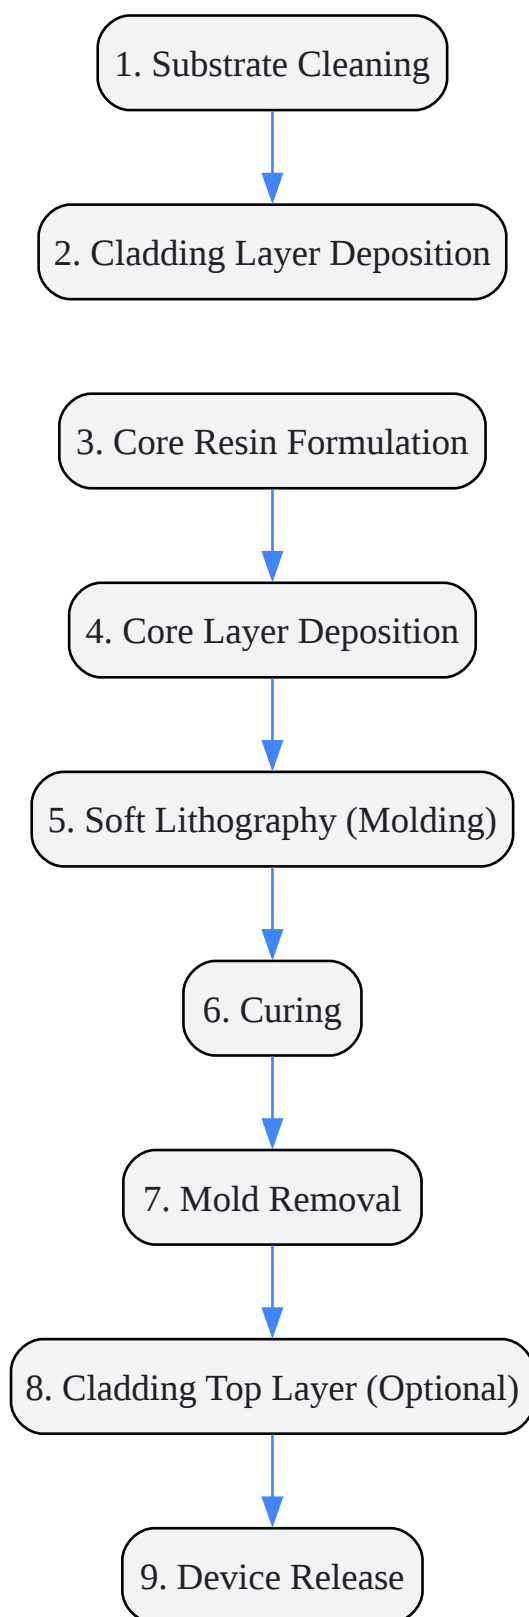 1. Substrate Cleaning
2. Cladding Layer Deposition
3. Core Resin Formulation
4. Core Layer Deposition
5. Soft Lithography (Molding)
6. Curing
7. Mold Removal
8. Cladding Top Layer (Optional)
9. Device Release